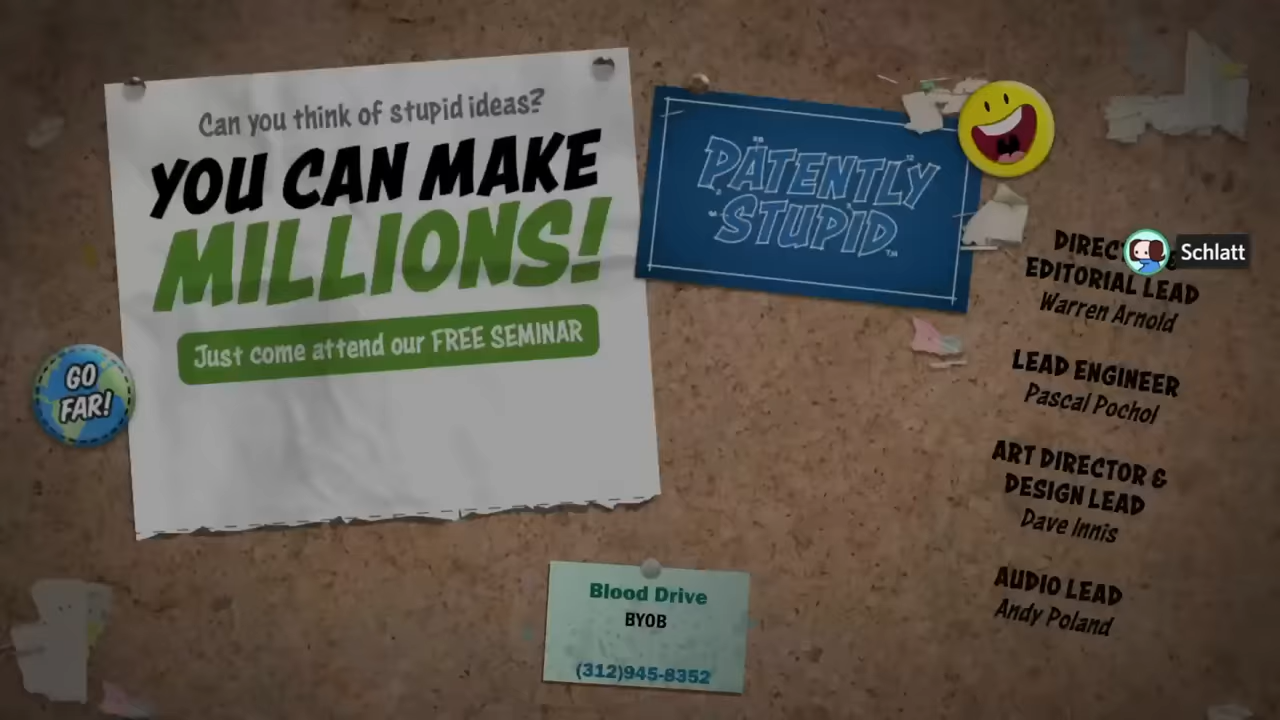 Can you think of stupid ideas?
YOU CAN MAKE
MILLIONS!
Just come attend our FREE SEMINAR
PATENTLY
STUPID™
GO
FAR!
Schlatt
EDITORIAL LEAD
Warren Arnold
LEAD ENGINEER
Pascal Pochol
ART DIRECTOR &
DESIGN LEAD
Dave Innis
AUDIO LEAD
Andy Poland
Blood Drive
BYOB
(312)945-8352